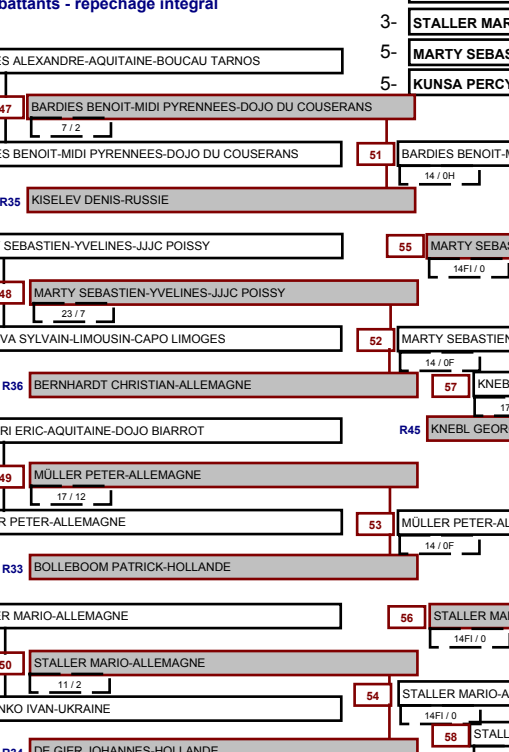 battants - repêchage intégral
3- STALLER MAR
5- MARTY SEBAS
5- KUNSA PERCY
S ALEXANDRE-AQUITAINE-BOUCAU TARNOS
47 BARDIES BENOIT-MIDI PYRENNEES-DOJO DU COUSERANS
7 / 2
S BENOIT-MIDI PYRENNEES-DOJO DU COUSERANS
51 BARDIES BENOIT-M
14 / 0H
R35 KISELEV DENIS-RUSSIE
SEBASTIEN-YVELINES-JJJC POISSY
55 MARTY SEBAS
14FI / 0
48 MARTY SEBASTIEN-YVELINES-JJJC POISSY
23 / 7
VA SYLVAIN-LIMOUSIN-CAPO LIMOGES
52 MARTY SEBASTIEN
14 / 0F
R36 BERNHARDT CHRISTIAN-ALLEMAGNE
57 KNEB
17
RI ERIC-AQUITAINE-DOJO BIARROT
R45 KNEBL GEOR
49 MÜLLER PETER-ALLEMAGNE
17 / 12
R PETER-ALLEMAGNE
53 MÜLLER PETER-AL
14 / 0F
R33 BOLLEBOOM PATRICK-HOLLANDE
R MARIO-ALLEMAGNE
56 STALLER MA
14FI / 0
50 STALLER MARIO-ALLEMAGNE
11 / 2
NKO IVAN-UKRAINE
54 STALLER MARIO-A
14FI / 0
58 STALL
R34 DE GIER JOHANNES-HOLLANDE